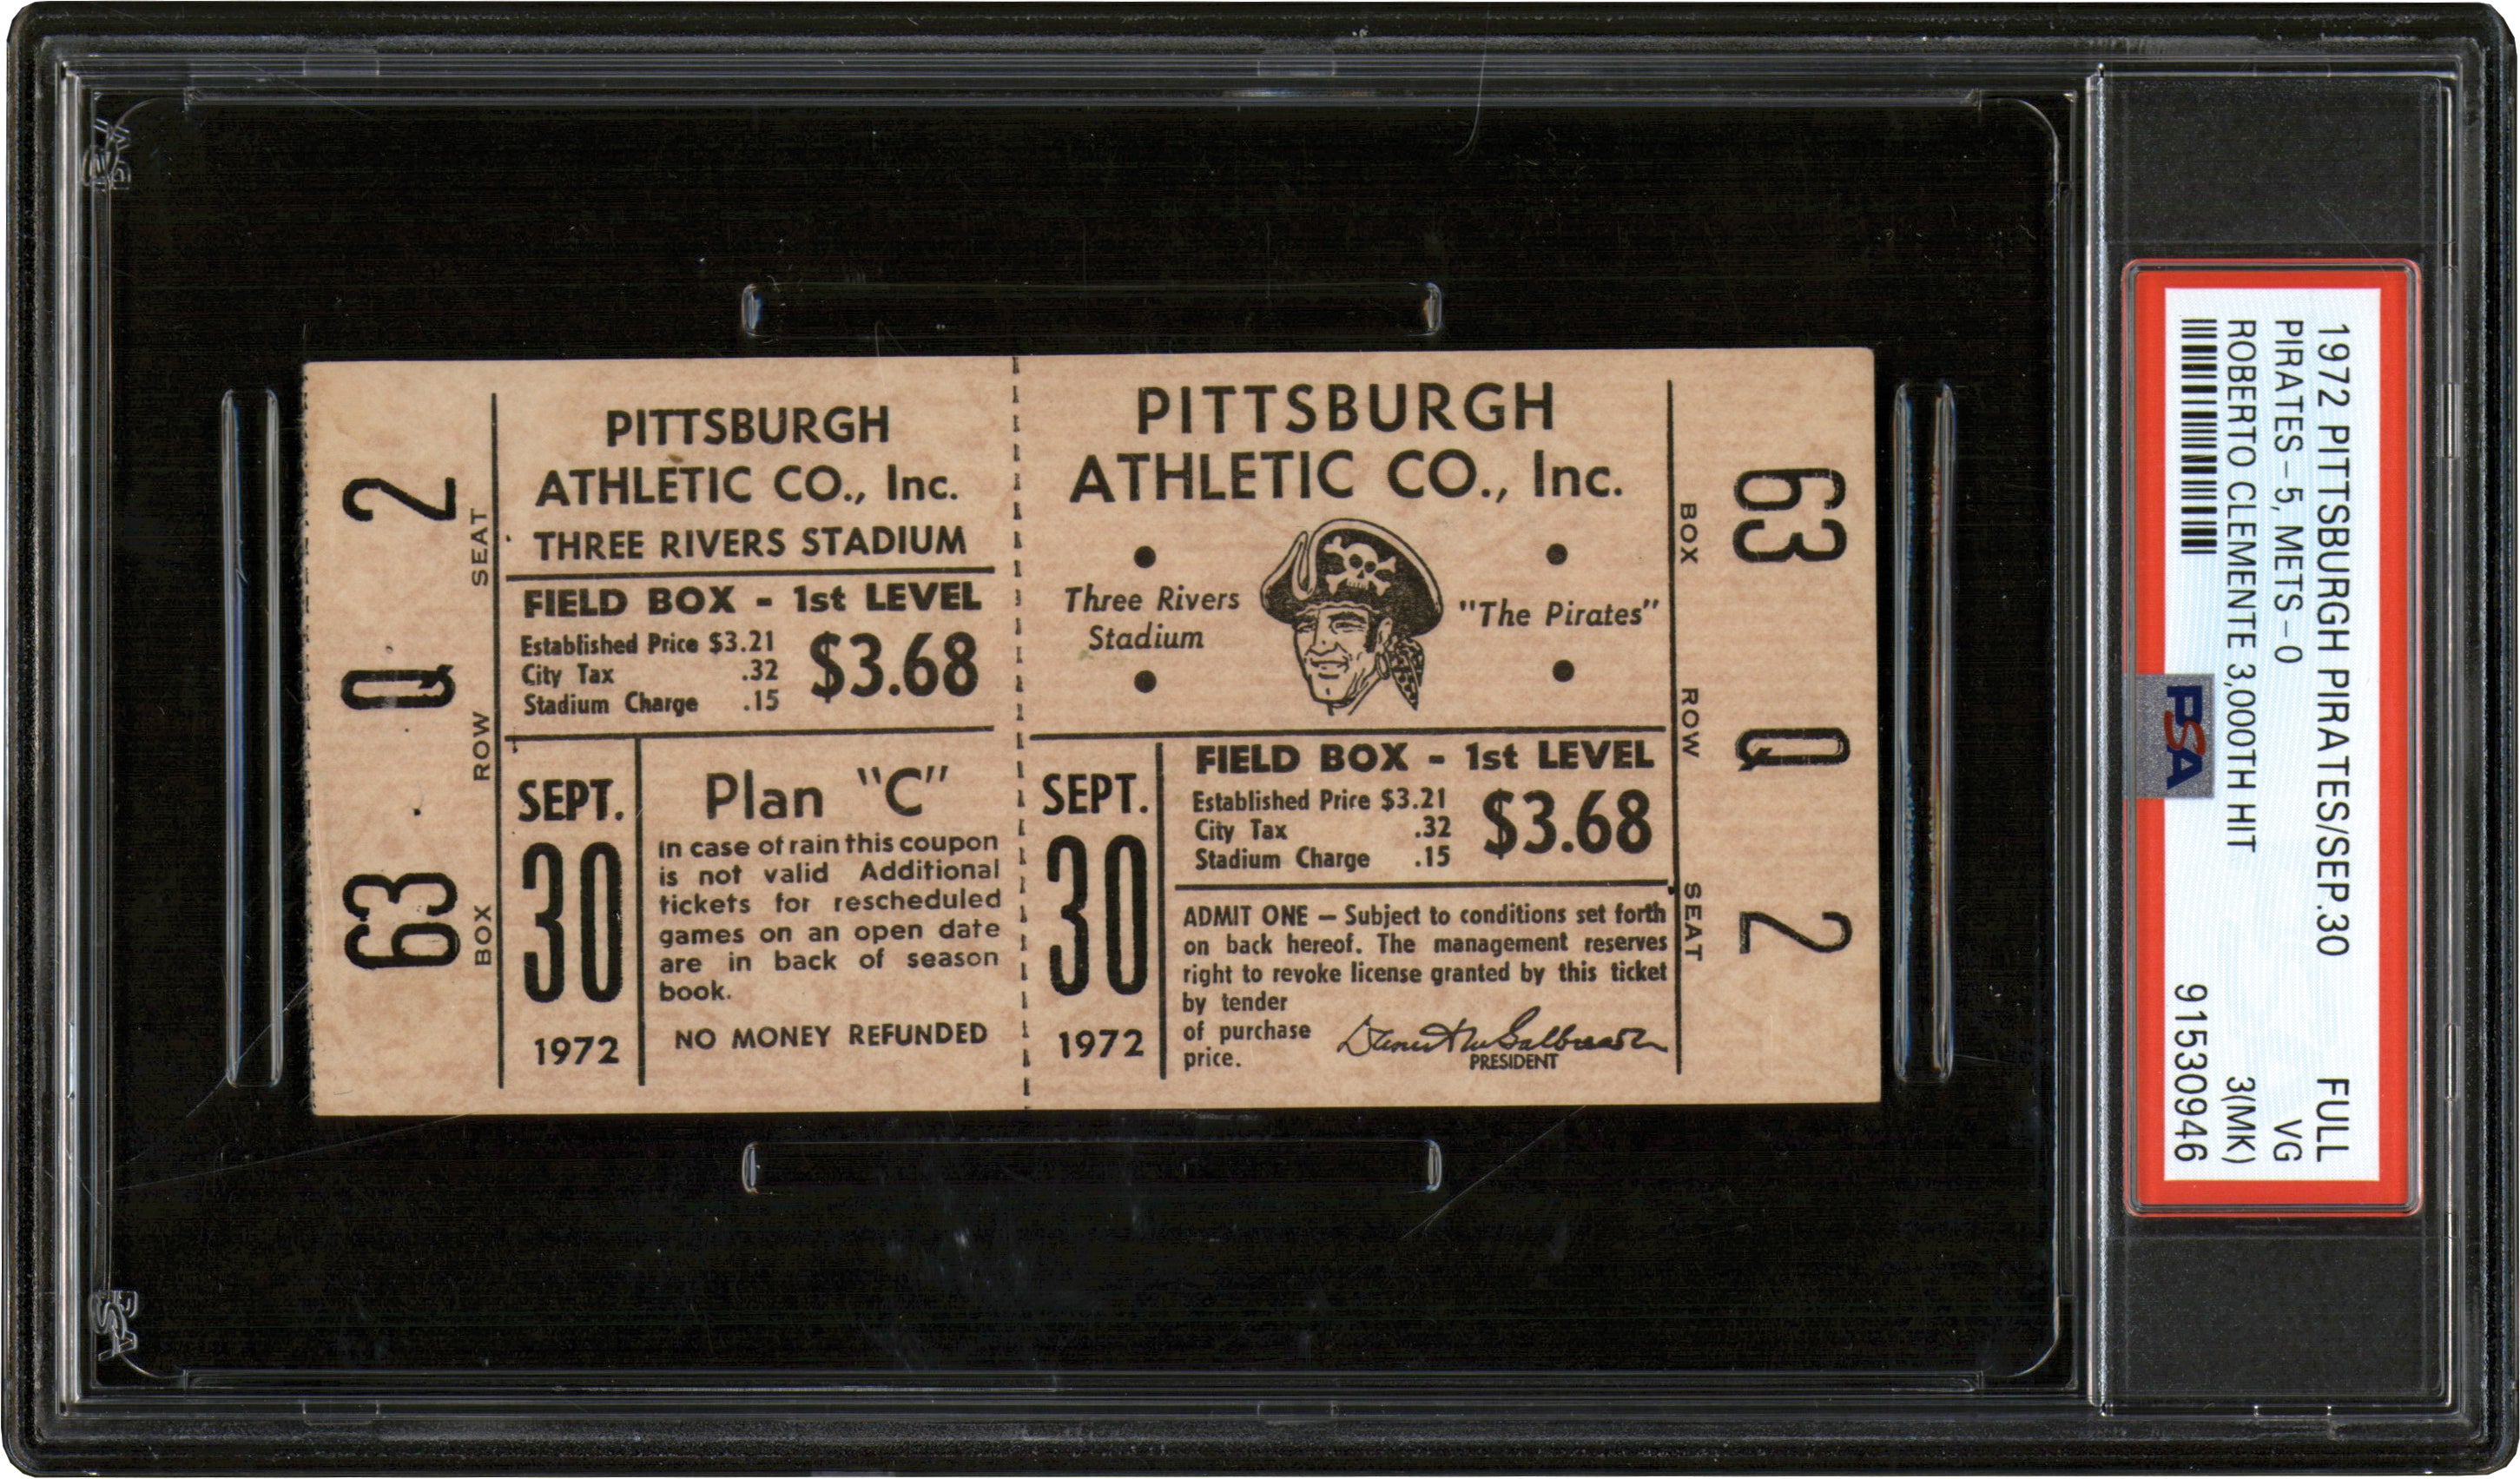 2
Q
63
SEAT
ROW
BOX
PITTSBURGH
ATHLETIC CO., Inc.
THREE RIVERS STADIUM
FIELD BOX - 1st LEVEL
Established Price $3.21
City Tax .32
Stadium Charge .15
$3.68
SEPT.
30
1972
Plan "C"
In case of rain this coupon
is not valid Additional
tickets for rescheduled
games on an open date
are in back of season
book.
NO MONEY REFUNDED
PITTSBURGH
ATHLETIC CO., Inc.
Three Rivers
Stadium
"The Pirates"
SEPT.
30
1972
FIELD BOX - 1st LEVEL
Established Price $3.21
City Tax .32
Stadium Charge .15
$3.68
ADMIT ONE — Subject to conditions set forth
on back hereof. The management reserves
right to revoke license granted by this ticket
by tender
of purchase
price.
PRESIDENT
BOX
ROW
SEAT
63
Q
2
1972 PITTSBURGH PIRATES/SEP.30 FULL
PIRATES-5, METS-0 VG
ROBERTO CLEMENTE 3,000TH HIT 3(MK)
91530946
PSA
PSA